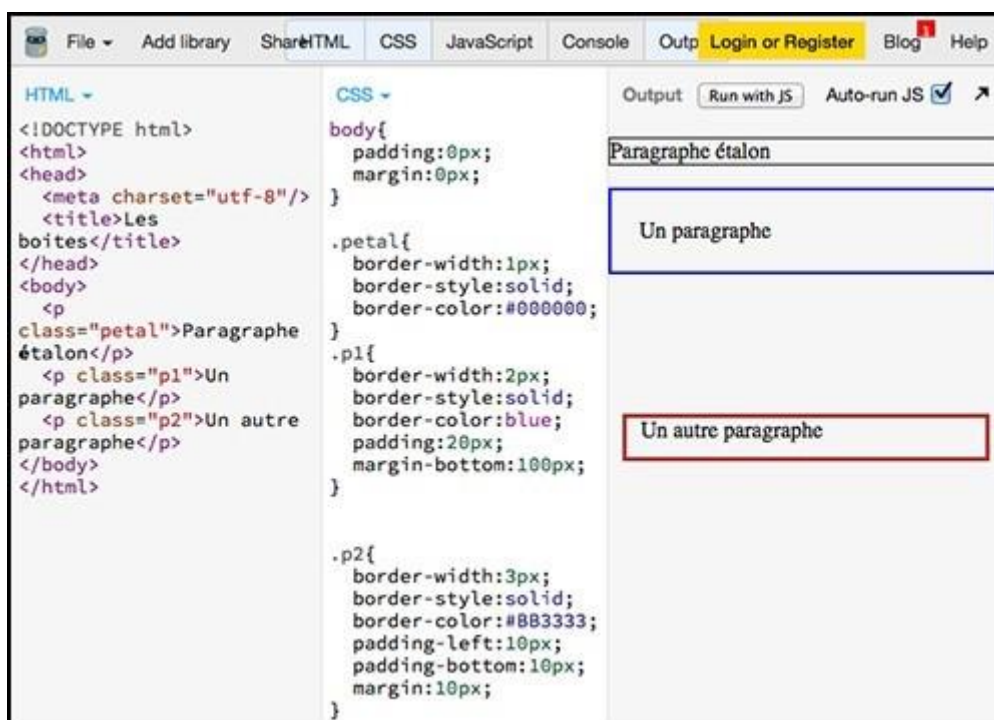 File Add library Share HTML CSS JavaScript Console Outp Login or Register Blog 1 Help
HTML
<!DOCTYPE html>
<html>
<head>
<meta charset="utf-8"/>
<title>Les
boites</title>
</head>
<body>
<p
class="petal">Paragraphe
étalon</p>
<p class="p1">Un
paragraphe</p>
<p class="p2">Un autre
paragraphe</p>
</body>
</html>
CSS
body{
padding:0px;
margin:0px;
}
.petal{
border-width:1px;
border-style:solid;
border-color:#000000;
}
.p1{
border-width:2px;
border-style:solid;
border-color:blue;
padding:20px;
margin-bottom:100px;
}
.p2{
border-width:3px;
border-style:solid;
border-color:#BB3333;
padding-left:10px;
padding-bottom:10px;
margin:10px;
}
Output Run with JS Auto-run JS
Paragraphe étalon
Un paragraphe
Un autre paragraphe